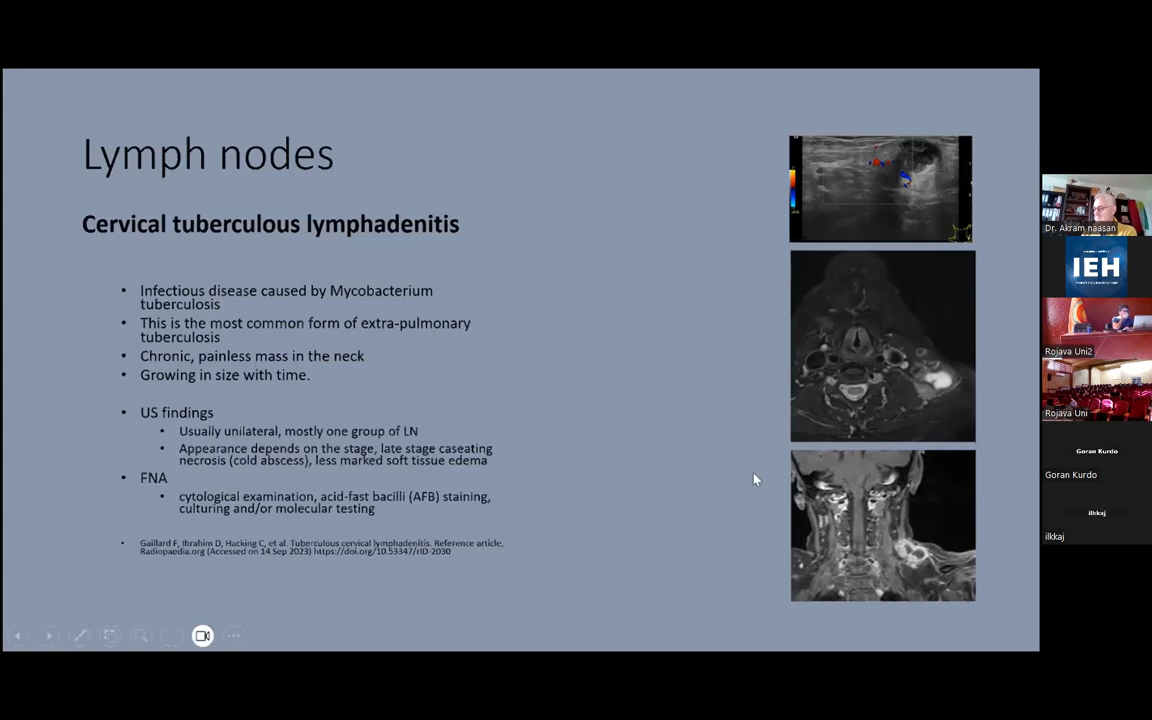 Lymph nodes
Cervical tuberculous lymphadenitis
• Infectious disease caused by Mycobacterium
tuberculosis
• This is the most common form of extra-pulmonary
tuberculosis
• Chronic, painless mass in the neck
• Growing in size with time.
• US findings
• Usually unilateral, mostly one group of LN
• Appearance depends on the stage, late stage caseating
necrosis (cold abscess), less marked soft tissue edema
• FNA
• cytological examination, acid-fast bacilli (AFB) staining,
culturing and/or molecular testing
• Gaillard F, Ibrahim D, Hacking C, et al. Tuberculous cervical lymphadenitis. Reference article,
Radiopaedia.org (Accessed on 14 Sep 2023) https://doi.org/10.53347/rID-2030
Dr. Akram naasan
IEH
Rojava Uni2
Rojava Uni
Goran Kurdo
Goran Kurdo
ilkkaj
ilkkaj